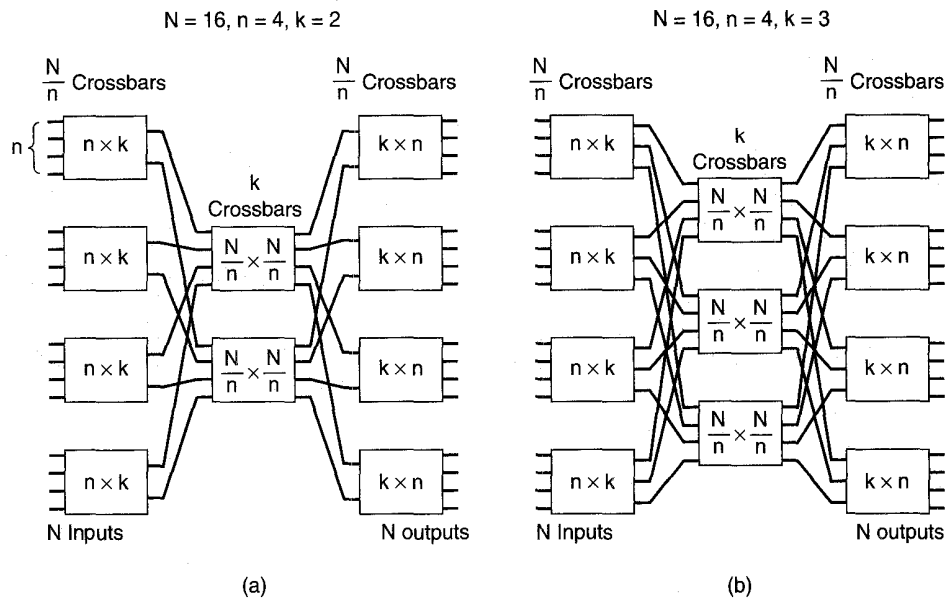 N = 16, n = 4, k = 2
N/n Crossbars
N/n Crossbars
n
n × k
k × n
k
Crossbars
N/n × N/n
n × k
k × n
N/n × N/n
n × k
k × n
n × k
k × n
N Inputs
N outputs
(a)
N = 16, n = 4, k = 3
N/n Crossbars
N/n Crossbars
n × k
k × n
k
Crossbars
N/n × N/n
n × k
k × n
N/n × N/n
n × k
k × n
N/n × N/n
n × k
k × n
N Inputs
N outputs
(b)